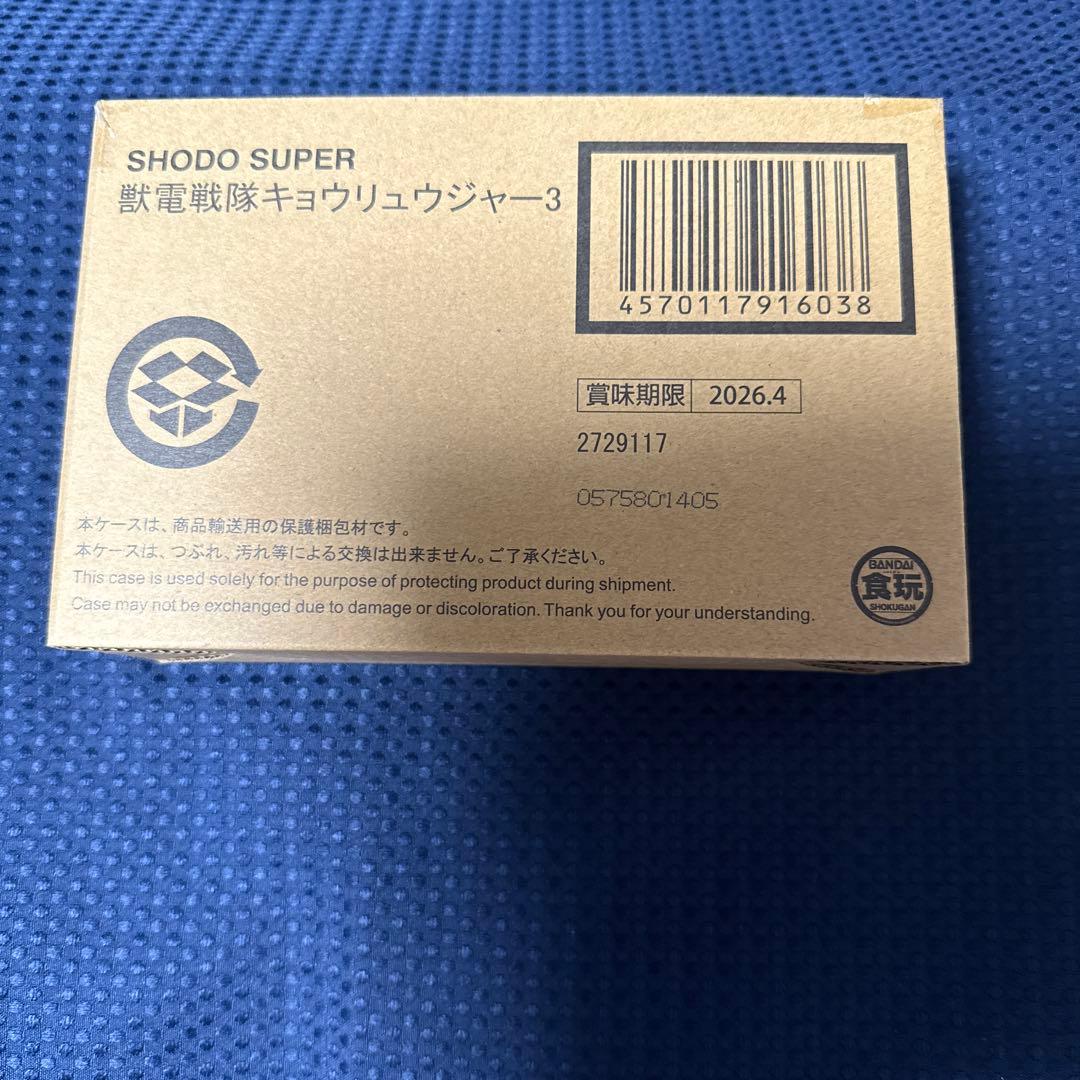 SHODO SUPER
獣電戦隊キョウリュウジャー3
4570117916038
賞味期限 2026.4
2729117
0575801405
本ケースは、商品輸送用の保護梱包材です。
本ケースは、つぶれ、汚れ等による交換は出来ません。ご了承ください。
This case is used solely for the purpose of protecting product during shipment.
Case may not be exchanged due to damage or discoloration. Thank you for your understanding.
BANDAI
食玩
SHOKUGAN